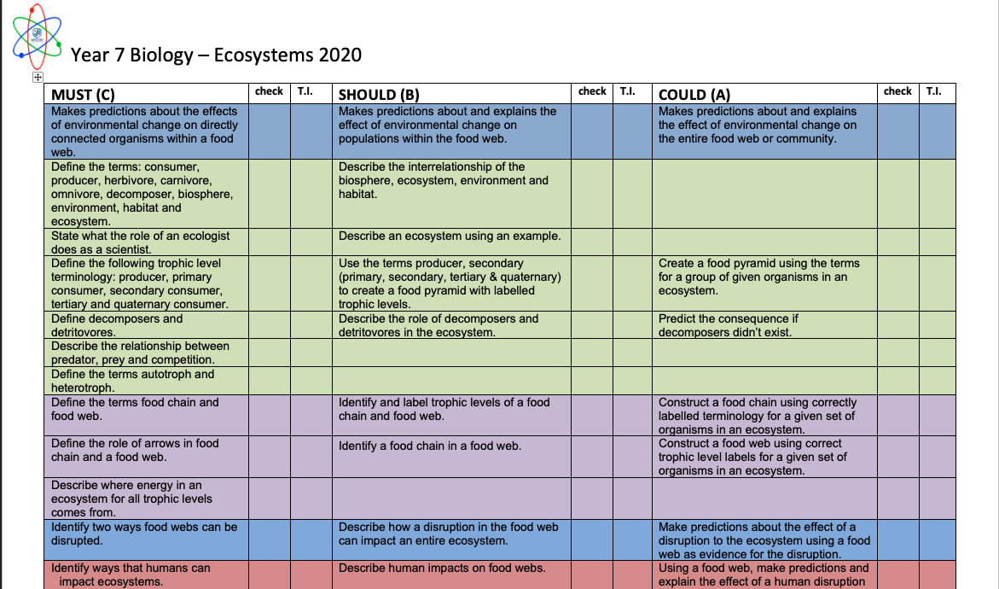 Year 7 Biology – Ecosystems 2020
MUST (C) check T.I. SHOULD (B) check T.I. COULD (A) check T.I.
Makes predictions about the effects
of environmental change on directly
connected organisms within a food
web.
Makes predictions about and explains the
effect of environmental change on
populations within the food web.
Makes predictions about and explains
the effect of environmental change on
the entire food web or community.
Define the terms: consumer,
producer, herbivore, carnivore,
omnivore, decomposer, biosphere,
environment, habitat and
ecosystem.
Describe the interrelationship of the
biosphere, ecosystem, environment and
habitat.
State what the role of an ecologist
does as a scientist.
Describe an ecosystem using an example.
Define the following trophic level
terminology: producer, primary
consumer, secondary consumer,
tertiary and quaternary consumer.
Use the terms producer, secondary
(primary, secondary, tertiary & quaternary)
to create a food pyramid with labelled
trophic levels.
Create a food pyramid using the terms
for a group of given organisms in an
ecosystem.
Define decomposers and
detritovores.
Describe the role of decomposers and
detritovores in the ecosystem.
Predict the consequence if
decomposers didn't exist.
Describe the relationship between
predator, prey and competition.
Define the terms autotroph and
heterotroph.
Define the terms food chain and
food web.
Identify and label trophic levels of a food
chain and food web.
Construct a food chain using correctly
labelled terminology for a given set of
organisms in an ecosystem.
Define the role of arrows in food
chain and a food web.
Identify a food chain in a food web.
Construct a food web using correct
trophic level labels for a given set of
organisms in an ecosystem.
Describe where energy in an
ecosystem for all trophic levels
comes from.
Identify two ways food webs can be
disrupted.
Describe how a disruption in the food web
can impact an entire ecosystem.
Make predictions about the effect of a
disruption to the ecosystem using a food
web as evidence for the disruption.
Identify ways that humans can
impact ecosystems.
Describe human impacts on food webs.
Using a food web, make predictions and
explain the effect of a human disruption